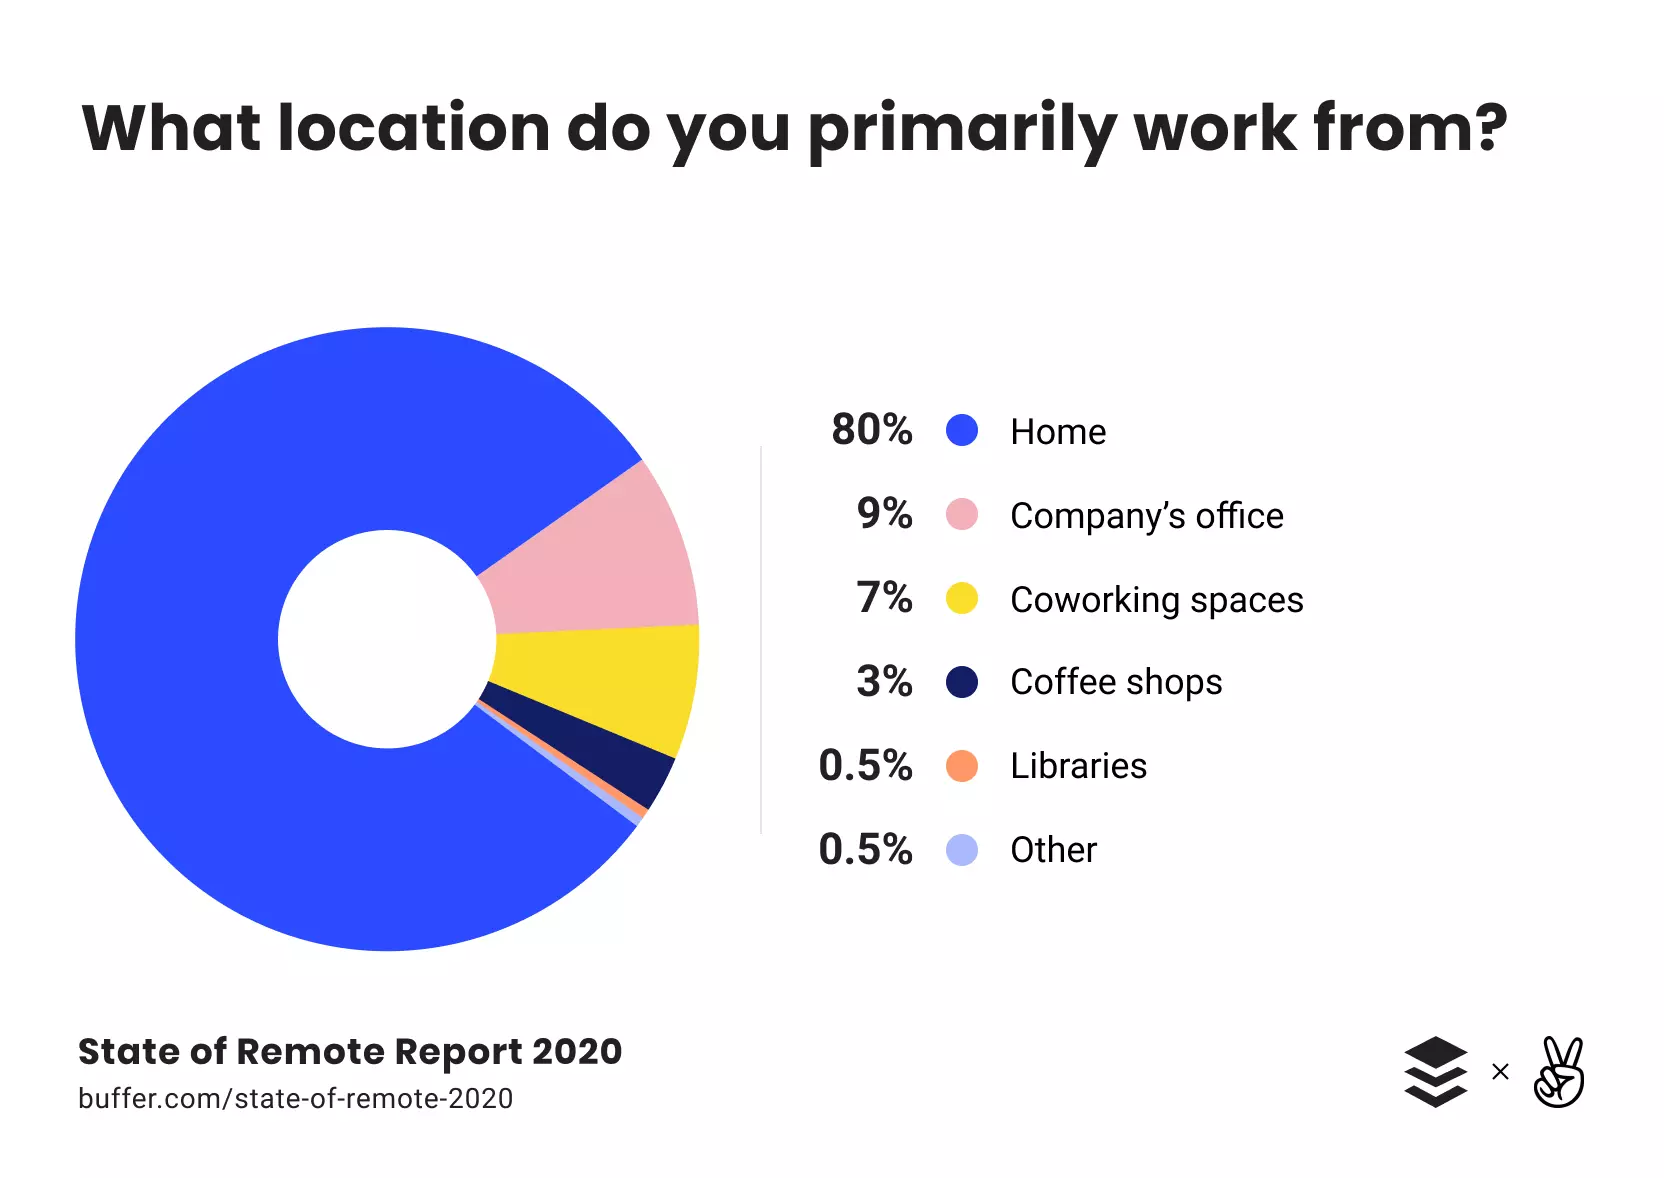 What location do you primarily work from?
80% Home
9% Company’s office
7% Coworking spaces
3% Coffee shops
0.5% Libraries
0.5% Other
State of Remote Report 2020
buffer.com/state-of-remote-2020
×